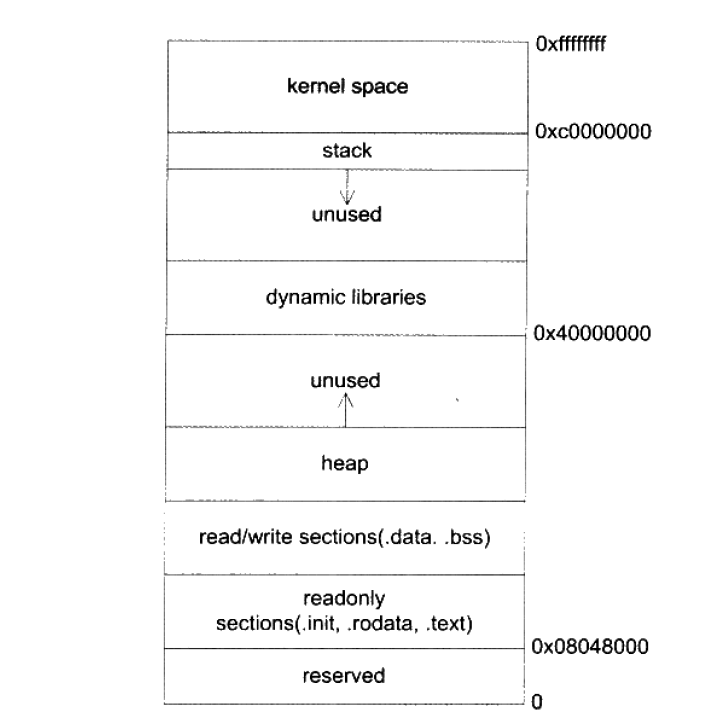 0xffffffff
kernel space
0xc0000000
stack
unused
dynamic libraries
0x40000000
unused
heap
read/write sections(.data. .bss)
readonly
sections(.init, .rodata, .text)
0x08048000
reserved
0